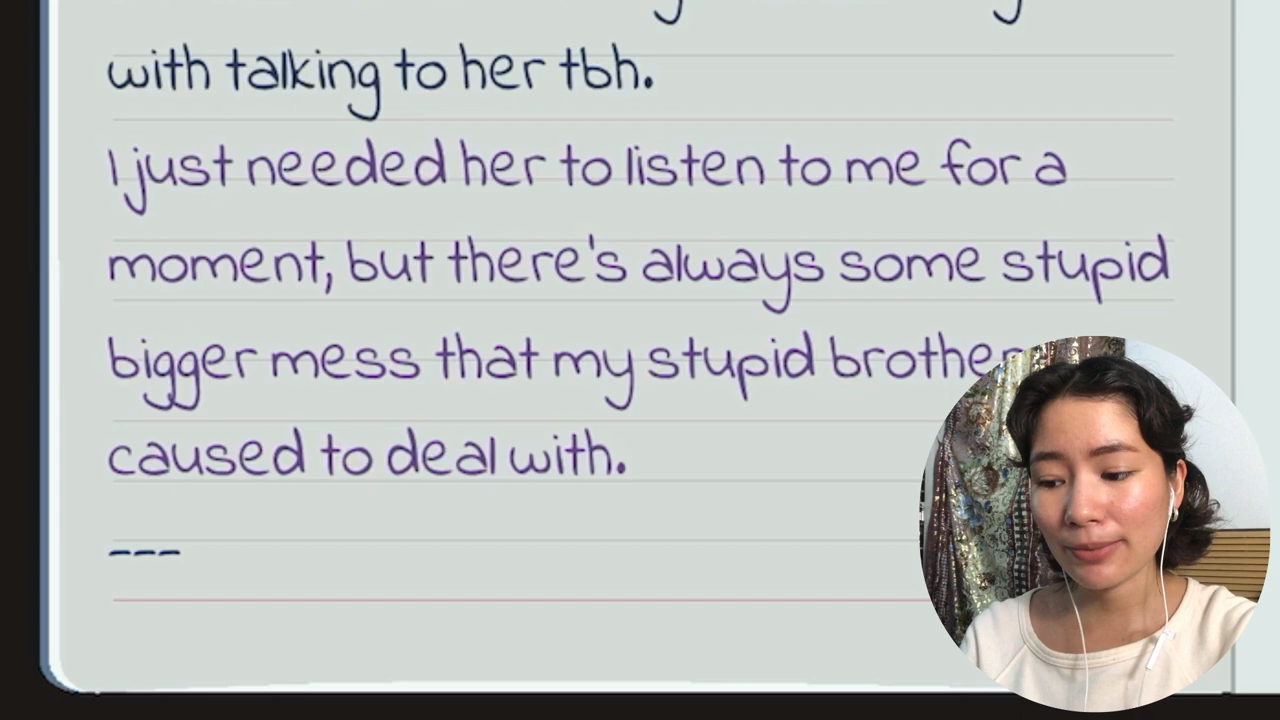 with talking to her tbh.
I just needed her to listen to me for a
moment, but there's always some stupid
bigger mess that my stupid brother
caused to deal with.
---